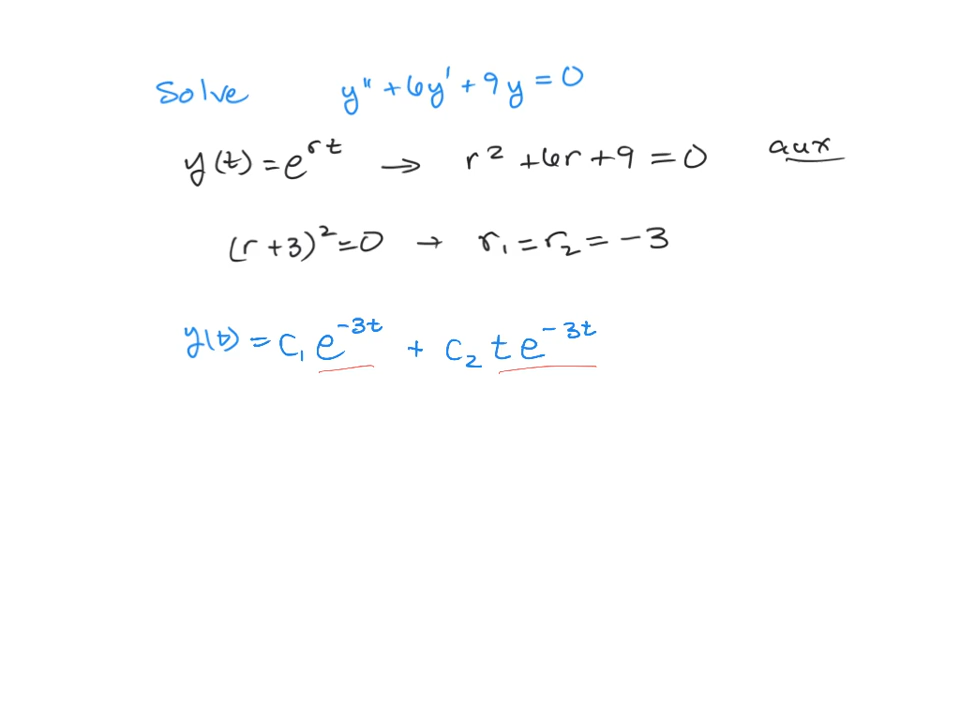 Solve y'' + 6y' + 9y = 0
y(t) = e^{rt} → r² + 6r + 9 = 0 aux
(r + 3)² = 0 → r₁ = r₂ = -3
y(t) = c₁ e^{-3t} + c₂ t e^{-3t}